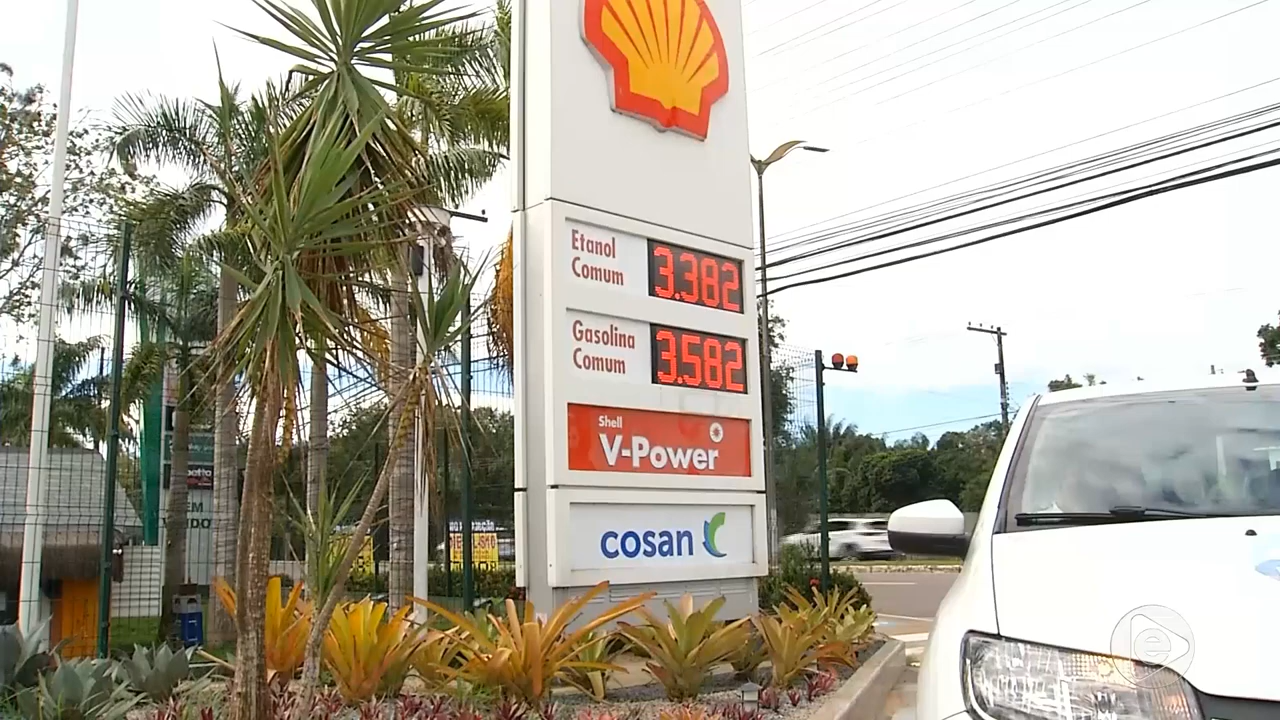 Etanol
Comum
3.382
Gasolina
Comum
3.582
Shell
V-Power
cosan
e